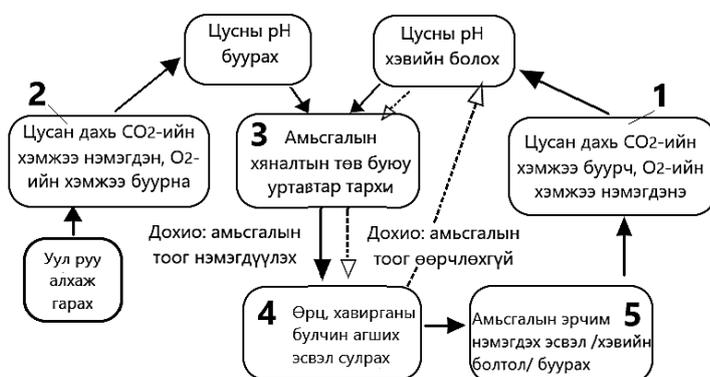 Цусны pH
буурах
Цусны pH
хэвийн болох
2
Цусан дахь CO2-ийн
хэмжээ нэмэгдэн, O2-
ийн хэмжээ буурна
3 Амьсгалын
хяналтын төв буюу
уртавтар тархи
1
Цусан дахь CO2-ийн
хэмжээ буурч, O2-ийн
хэмжээ нэмэгдэнэ
Уул руу
алхаж
гарах
Дохио: амьсгалын
тоог нэмэгдүүлэх
Дохио: амьсгалын
тоог өөрчлөхгүй
4 Өрц, хавирганы
булчин агших
эсвэл сулрах
Амьсгалын эрчим 5
нэмэгдэх эсвэл /хэвийн
болтол/ буурах